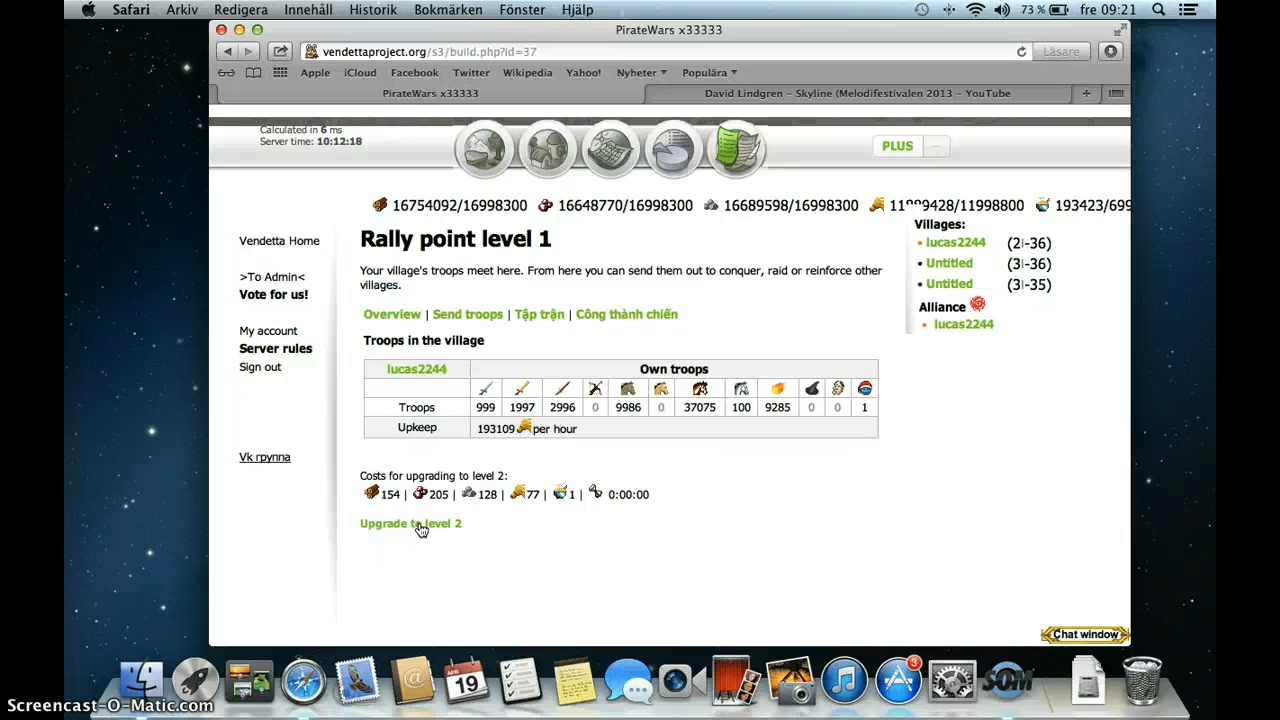 Safari Arkiv Redigera Innehåll Historik Bokmärken Fönster Hjälp 73 % fre 09:21
PirateWars x33333
vendettaproject.org/s3/build.php?id=37 Läsare
Apple iCloud Facebook Twitter Wikipedia Yahoo! Nyheter Populära
PirateWars x33333 David Lindgren – Skyline (Melodifestivalen 2013 – YouTube
Calculated in 6 ms
Server time: 10:12:18
PLUS
16754092/16998300 16648770/16998300 16689598/16998300 /11998800 193423/699
Villages:
lucas2244 (2|-36)
Untitled (3|-36)
Untitled (3|-35)
Alliance
lucas2244
Vendetta Home
>To Admin<
Vote for us!
My account
Server rules
Sign out
Vk группа
Rally point level 1
Your village's troops meet here. From here you can send them out to conquer, raid or reinforce other
villages.
Overview | Send troops | Tập trận | Công thành chiến
Troops in the village
lucas2244 Own troops
Troops 999 1997 2996 0 9986 0 37075 100 9285 0 0 1
Upkeep 193109 per hour
Costs for upgrading to level 2:
154 | 205 | 128 | 77 | 1 | 0:00:00
Upgrade to level 2
Chat window
APR
19
3
SOM
Screencast-O-Matic.com